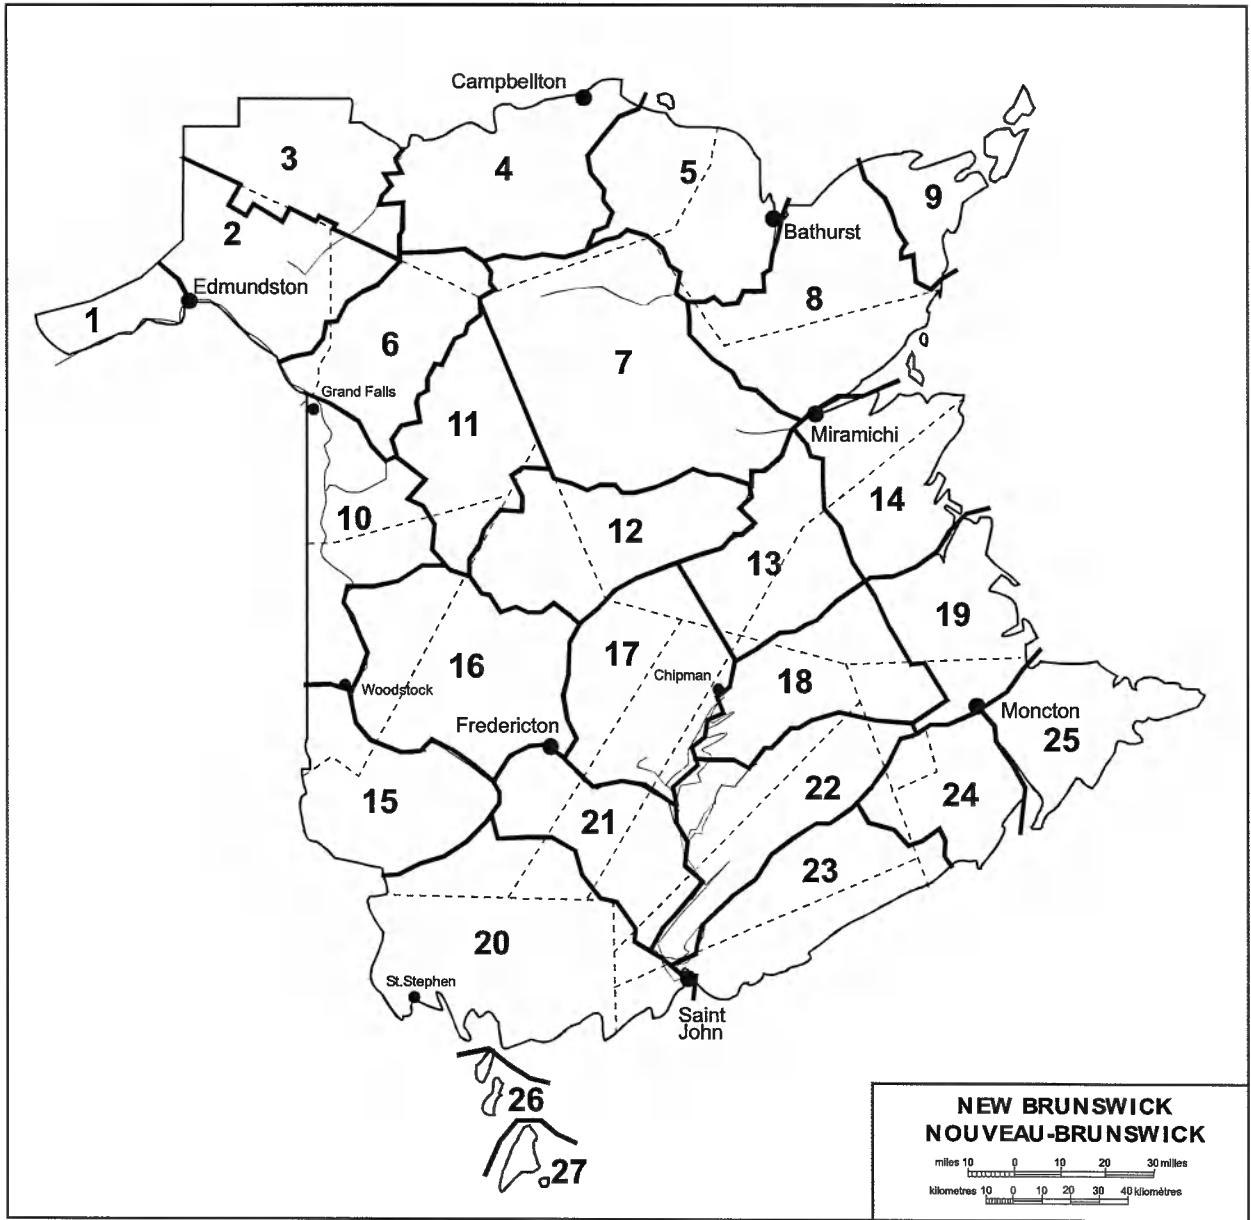 Campbellton
3
4
5
9
2
Bathurst
Edmundston
8
1
6
7
Grand Falls
11
Miramichi
14
10
12
13
19
17
16
Chipman
18
Woodstock
Fredericton
Moncton
25
22
24
15
21
23
20
St.Stephen
Saint
John
26
27
NEW BRUNSWICK
NOUVEAU-BRUNSWICK
miles 10 0 10 20 30 milles
kilometres 10 0 10 20 30 40 kilomètres